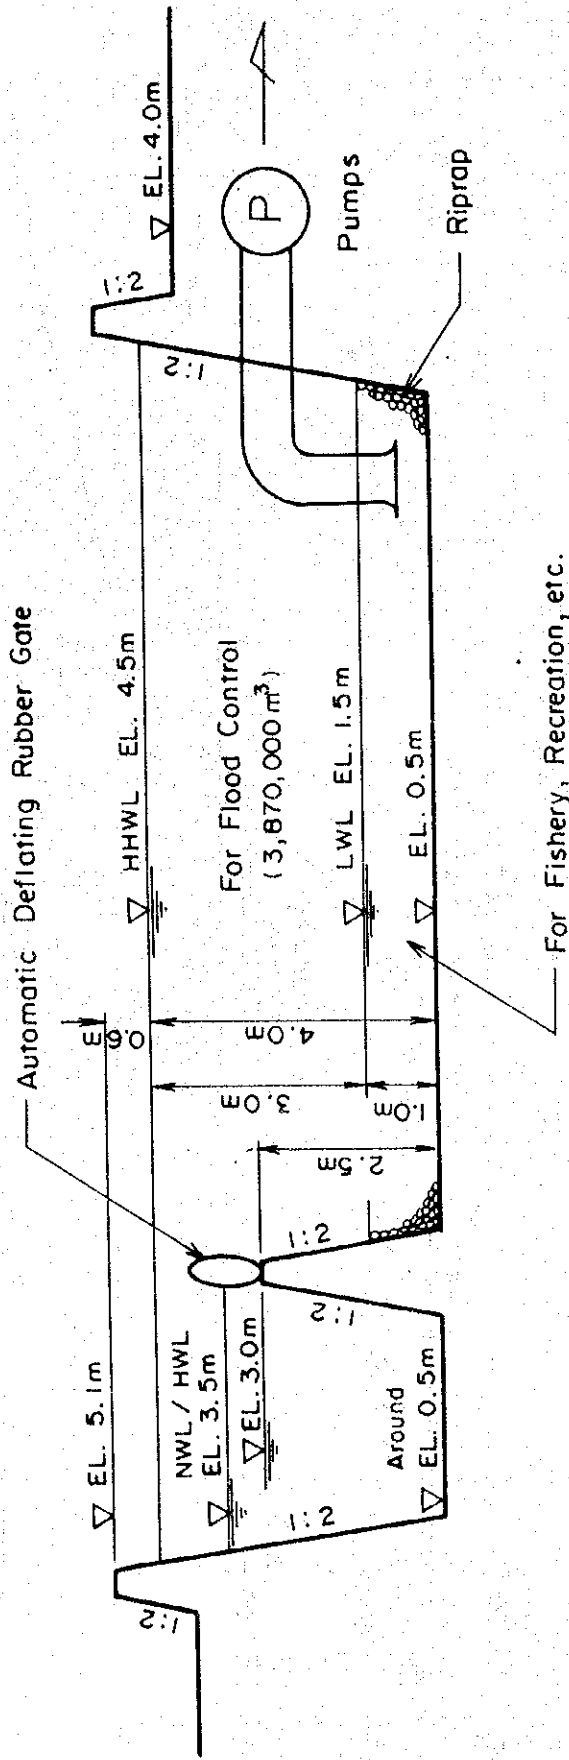 Automatic Deflating Rubber Gate
EL. 5.1m
NWL / HWL
EL. 3.5m
EL. 3.0m
Around
EL. 0.5m
1:2
1:2
1:2
1:2
0.6m
4.0m
3.0m
1.0m
2.5m
HHWL EL. 4.5m
For Flood Control
(3,870,000 m³)
LWL EL. 1.5m
EL. 0.5m
For Fishery, Recreation, etc.
1:2
1:2
EL. 4.0m
P
Pumps
Riprap